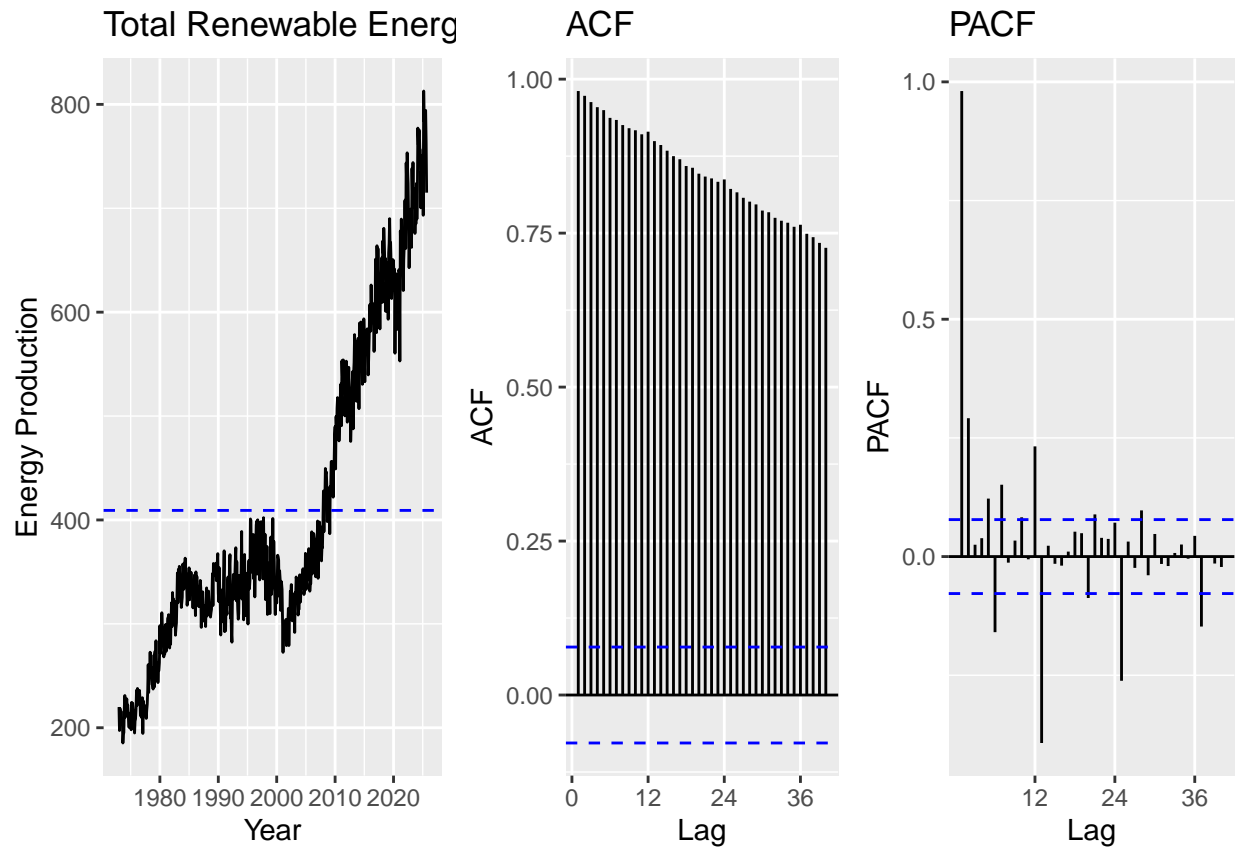 Total Renewable Energ
Energy Production
800
600
400
200
1980 1990 2000 2010 2020
Year
ACF
ACF
1.00
0.75
0.50
0.25
0.00
0 12 24 36
Lag
PACF
PACF
1.0
0.5
0.0
12 24 36
Lag